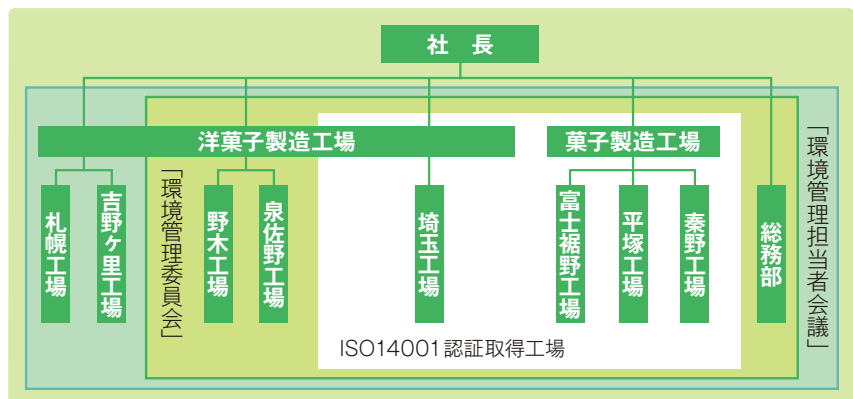 社長
洋菓子製造工場
菓子製造工場
札幌工場
吉野ヶ里工場
「環境管理委員会」
野木工場
泉佐野工場
埼玉工場
富士裾野工場
平塚工場
秦野工場
総務部
「環境管理担当者会議」
ISO14001認証取得工場